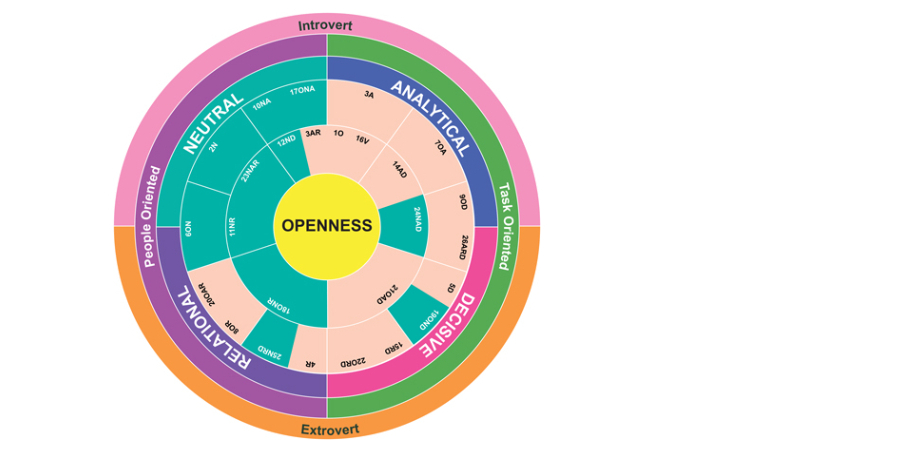 Introvert
NEUTRAL
ANALYTICAL
10NA
17ONA
3A
7OA
2N
12ND
3AR
1O
16V
14AD
23NAR
9OD
People Oriented
Task Oriented
6ON
11NR
OPENNESS
24NAD
26ARD
20OAR
18ONR
21OAD
5D
8OR
19OND
25NRD
4R
22ORD
15RD
RELATIONAL
DECISIVE
Extrovert